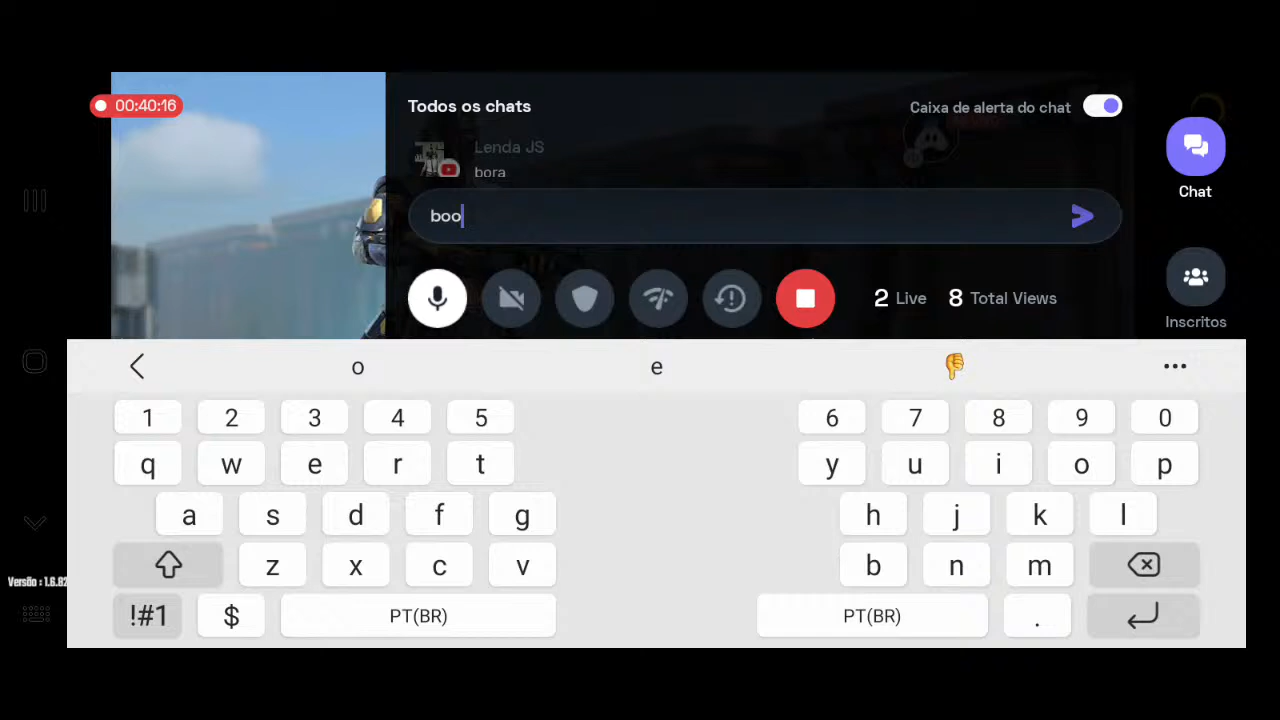 00:40:16
Todos os chats
Caixa de alerta do chat
Lenda JS
bora
Chat
boo
2 Live
8 Total Views
Inscritos
o
e
1 2 3 4 5 6 7 8 9 0
q w e r t y u i o p
a s d f g h j k l
z x c v b n m
Versão : 1.6.82
!#1 $ PT(BR) PT(BR) .